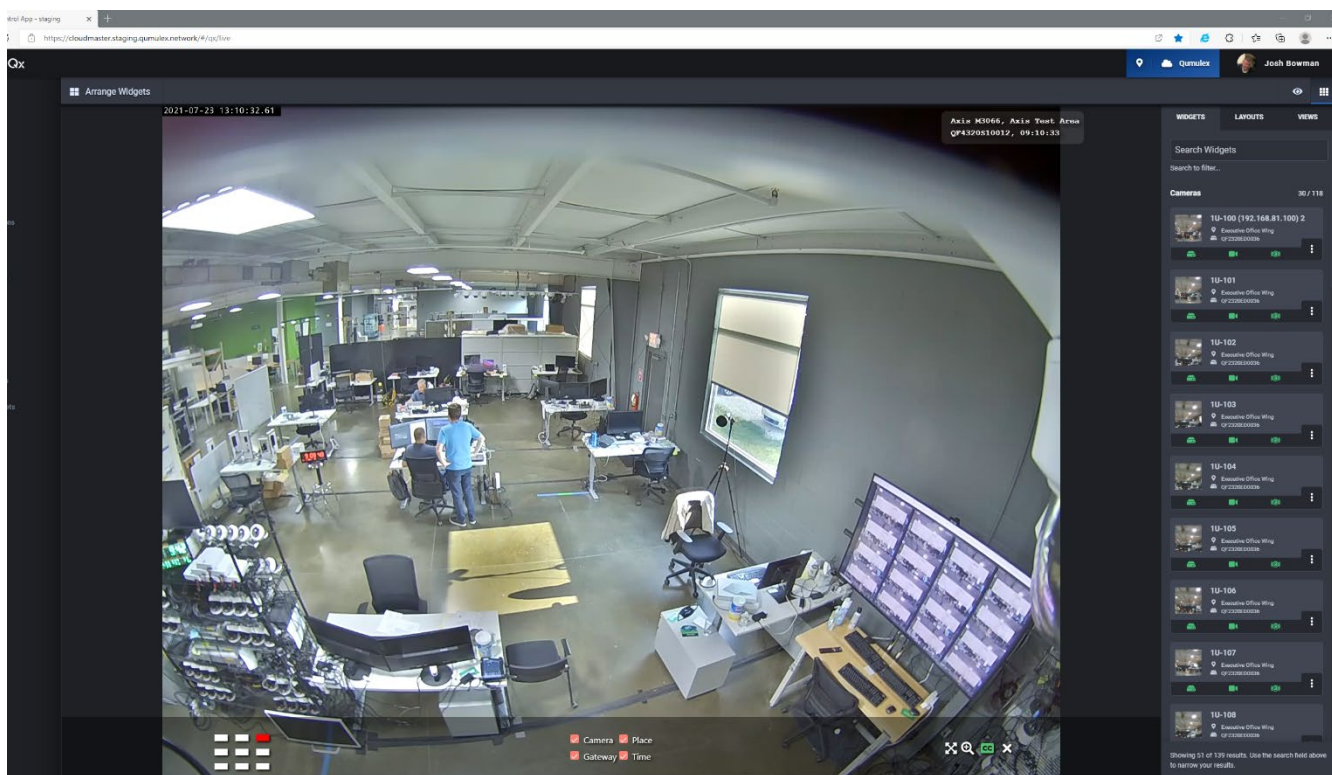 ntrol App - staging
https://cloudmaster.staging.qumulex.network/#/qx/live
Qx
Qumulex
Josh Bowman
Arrange Widgets
2021-07-23 13:10:32.61
Axis M3066, Axis Test Area
QF4320S10012, 09:10:33
WIDGETS LAYOUTS VIEWS
Search Widgets
Search to filter...
Cameras 30 / 118
1U-100 (192.168.81.100) 2
Executive Office Wing
1U-101
Executive Office Wing
1U-102
Executive Office Wing
1U-103
Executive Office Wing
1U-104
Executive Office Wing
1U-105
Executive Office Wing
1U-106
Executive Office Wing
1U-107
Executive Office Wing
1U-108
Executive Office Wing
Showing 51 of 139 results. Use the search field above
to narrow your results.
Camera Place
Gateway Time
CC